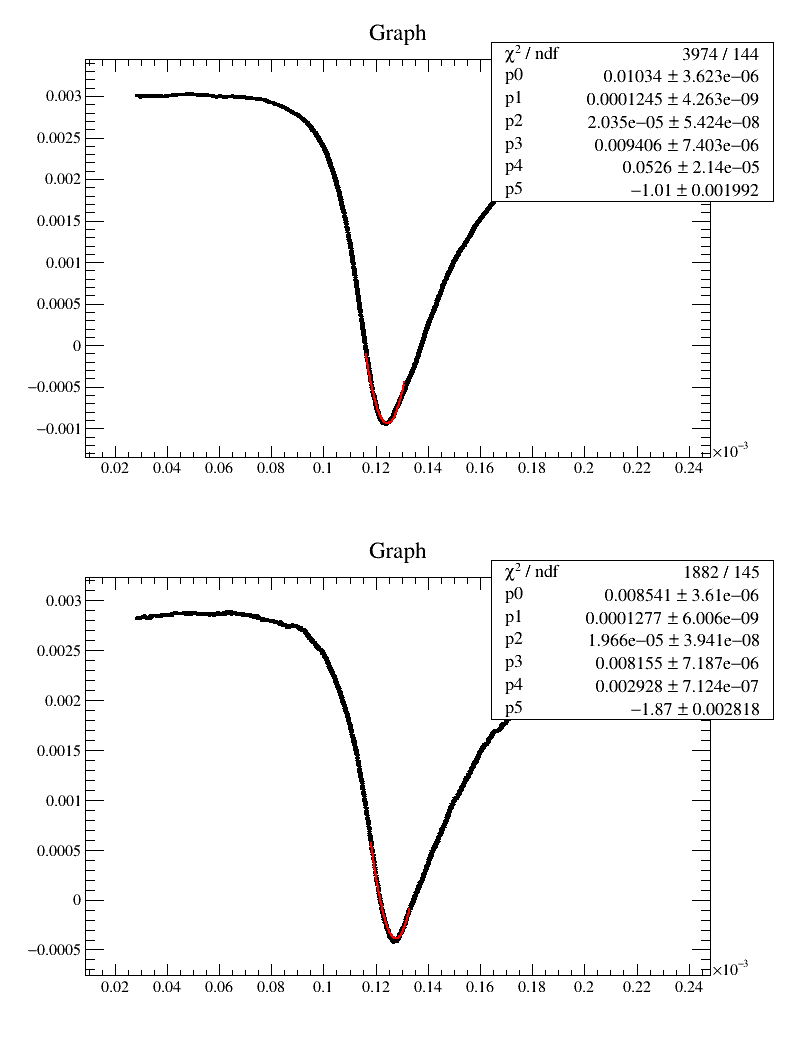 Graph
χ² / ndf 3974 / 144
p0 0.01034 ± 3.623e−06
p1 0.0001245 ± 4.263e−09
p2 2.035e−05 ± 5.424e−08
p3 0.009406 ± 7.403e−06
p4 0.0526 ± 2.14e−05
p5 −1.01 ± 0.001992
0.003
0.0025
0.002
0.0015
0.001
0.0005
0
−0.0005
−0.001
×10⁻³
0.02 0.04 0.06 0.08 0.1 0.12 0.14 0.16 0.18 0.2 0.22 0.24
Graph
χ² / ndf 1882 / 145
p0 0.008541 ± 3.61e−06
p1 0.0001277 ± 6.006e−09
p2 1.966e−05 ± 3.941e−08
p3 0.008155 ± 7.187e−06
p4 0.002928 ± 7.124e−07
p5 −1.87 ± 0.002818
0.003
0.0025
0.002
0.0015
0.001
0.0005
0
−0.0005
×10⁻³
0.02 0.04 0.06 0.08 0.1 0.12 0.14 0.16 0.18 0.2 0.22 0.24